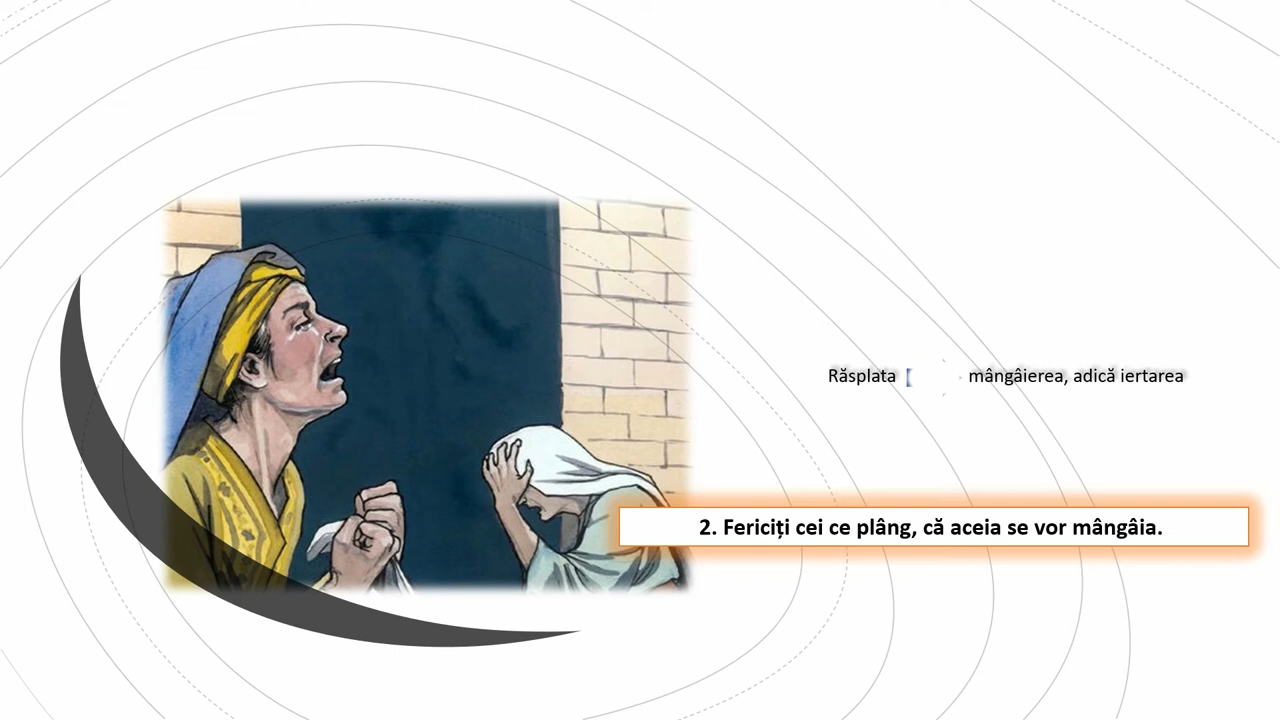 Răsplata mângâierea, adică iertarea
2. Fericiți cei ce plâng, că aceia se vor mângâia.